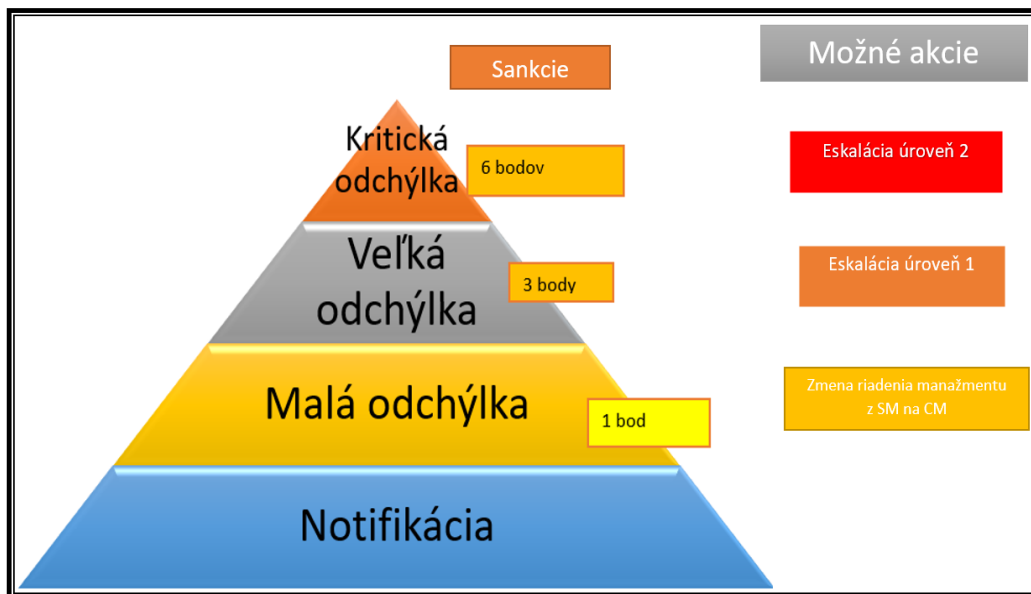 Sankcie
Možné akcie
Kritická
odchýlka
6 bodov
Eskalácia úroveň 2
Veľká
odchýlka
3 body
Eskalácia úroveň 1
Malá odchýlka
1 bod
Zmena riadenia manažmentu
z SM na CM
Notifikácia